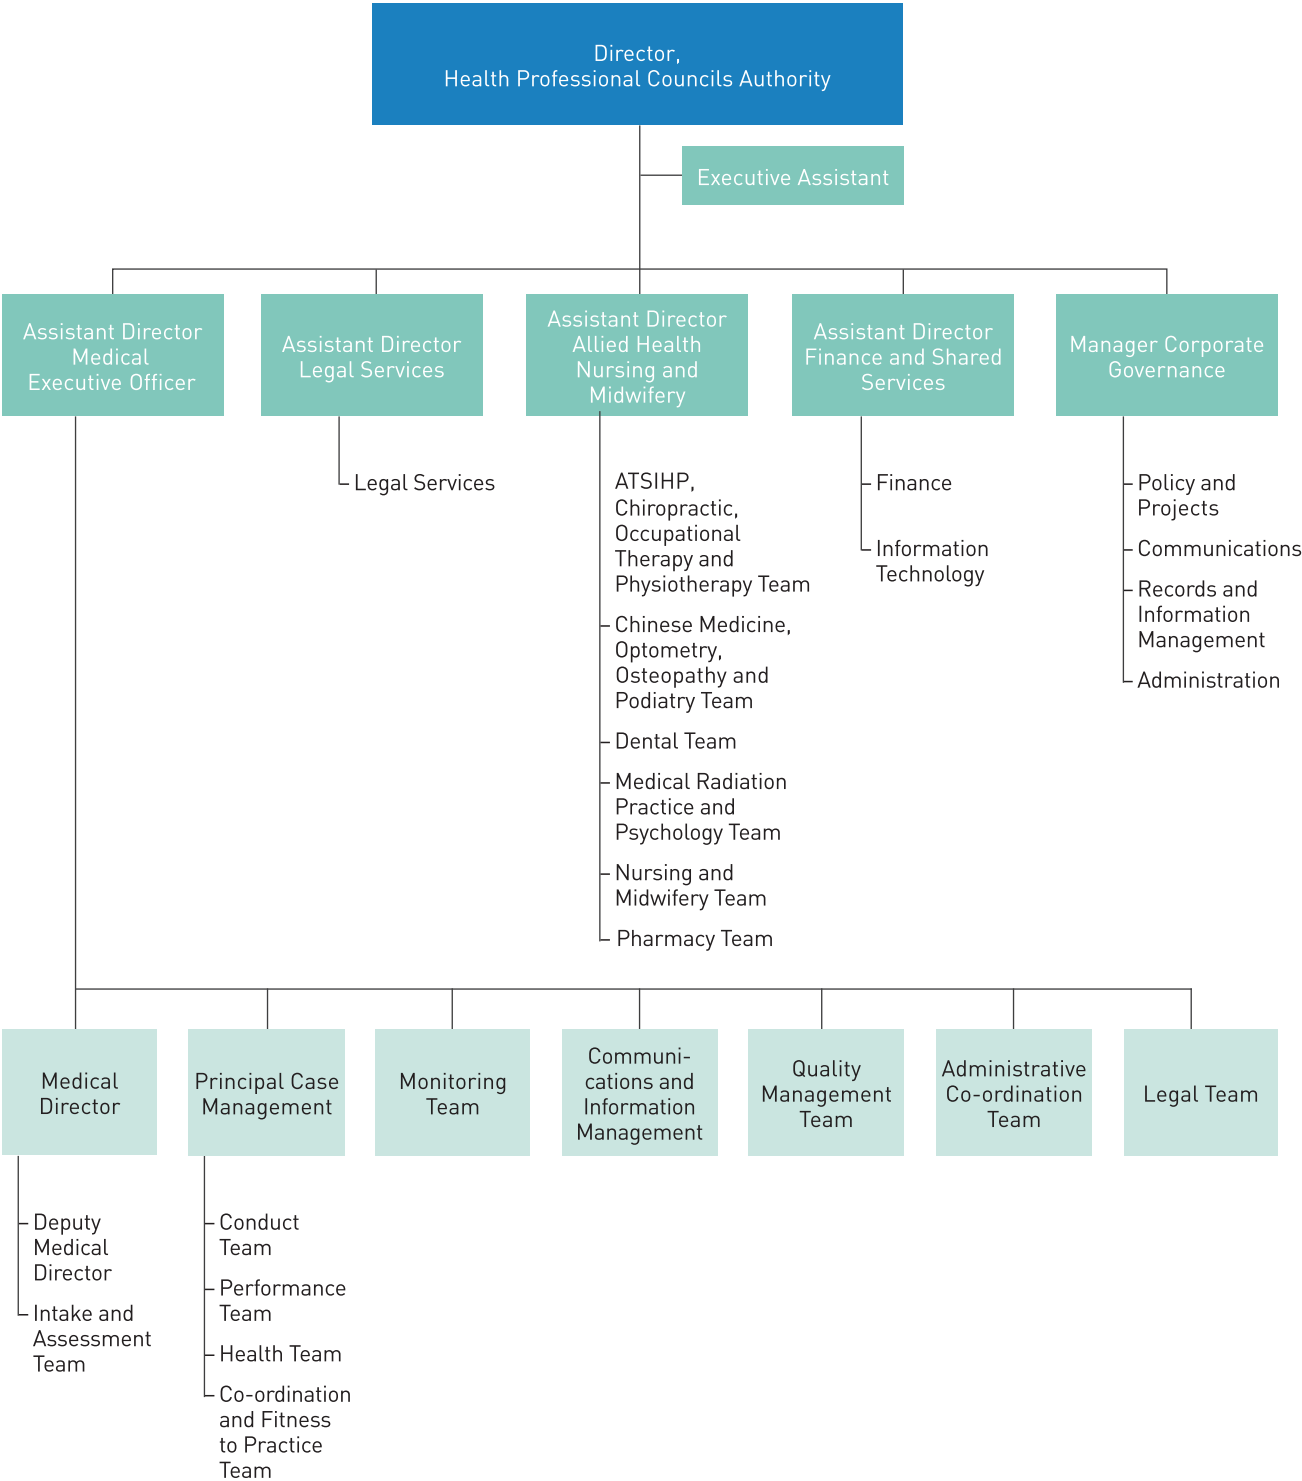 Director,
Health Professional Councils Authority
Executive Assistant
Assistant Director
Medical
Executive Officer
Assistant Director
Legal Services
Assistant Director
Allied Health
Nursing and
Midwifery
Assistant Director
Finance and Shared
Services
Manager Corporate
Governance
Legal Services
ATSIHP,
Chiropractic,
Occupational
Therapy and
Physiotherapy Team
Chinese Medicine,
Optometry,
Osteopathy and
Podiatry Team
Dental Team
Medical Radiation
Practice and
Psychology Team
Nursing and
Midwifery Team
Pharmacy Team
Finance
Information
Technology
Policy and
Projects
Communications
Records and
Information
Management
Administration
Medical
Director
Principal Case
Management
Monitoring
Team
Communi-
cations and
Information
Management
Quality
Management
Team
Administrative
Co-ordination
Team
Legal Team
Deputy
Medical
Director
Intake and
Assessment
Team
Conduct
Team
Performance
Team
Health Team
Co-ordination
and Fitness
to Practice
Team